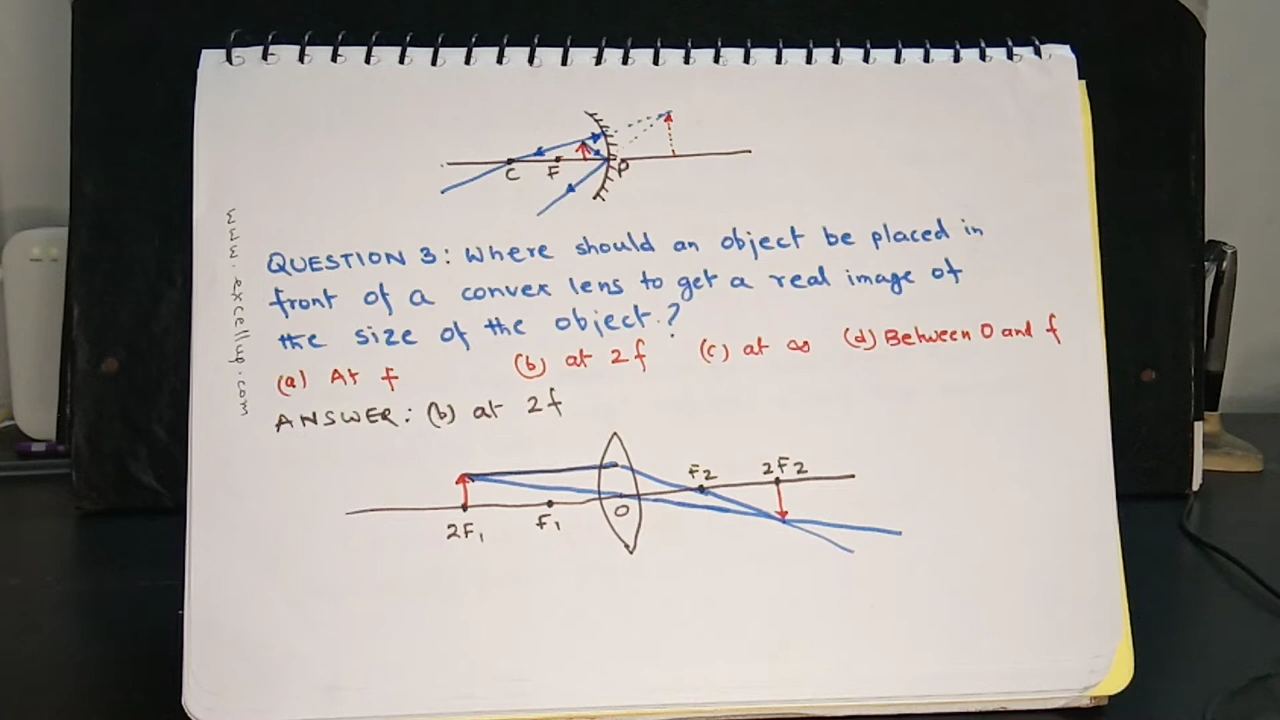 C F P
www.excellup.com
QUESTION 3: Where should an object be placed in
front of a convex lens to get a real image of
the size of the object.?
(a) At f (b) at 2f (c) at ∞ (d) Between O and f
ANSWER: (b) at 2f
F2 2F2
2F1 F1 O